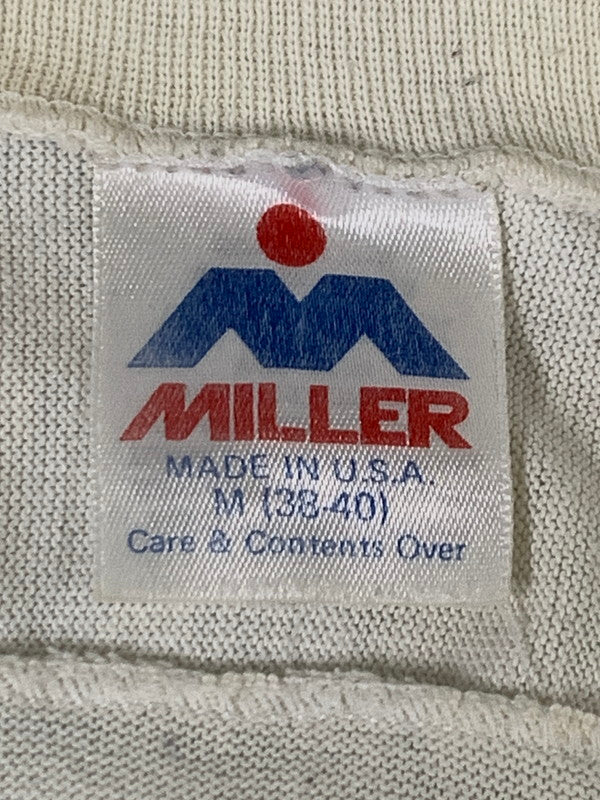 MILLER
MADE IN U.S.A.
M (38-40)
Care & Contents Over